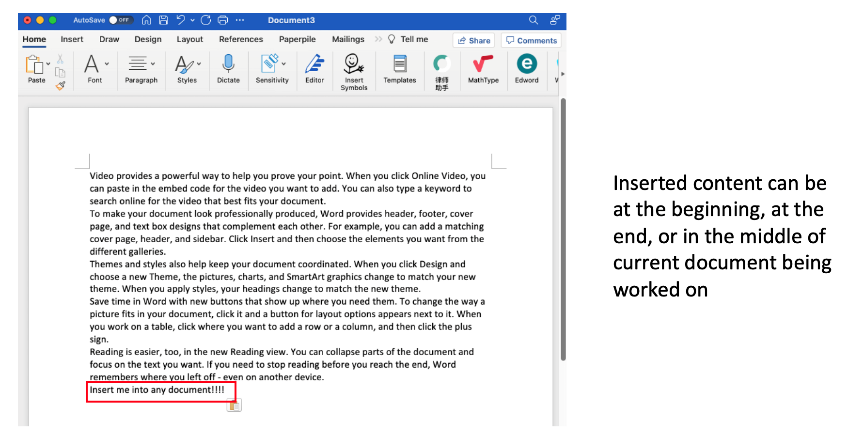 AutoSave OFF Document3
Home Insert Draw Design Layout References Paperpile Mailings >> Tell me Share Comments
Paste Font Paragraph Styles Dictate Sensitivity Editor Insert Symbols Templates 律師助手 MathType Edword
Video provides a powerful way to help you prove your point. When you click Online Video, you
can paste in the embed code for the video you want to add. You can also type a keyword to
search online for the video that best fits your document.
To make your document look professionally produced, Word provides header, footer, cover
page, and text box designs that complement each other. For example, you can add a matching
cover page, header, and sidebar. Click Insert and then choose the elements you want from the
different galleries.
Themes and styles also help keep your document coordinated. When you click Design and
choose a new Theme, the pictures, charts, and SmartArt graphics change to match your new
theme. When you apply styles, your headings change to match the new theme.
Save time in Word with new buttons that show up where you need them. To change the way a
picture fits in your document, click it and a button for layout options appears next to it. When
you work on a table, click where you want to add a row or a column, and then click the plus
sign.
Reading is easier, too, in the new Reading view. You can collapse parts of the document and
focus on the text you want. If you need to stop reading before you reach the end, Word
remembers where you left off - even on another device.
Insert me into any document!!!!
Inserted content can be
at the beginning, at the
end, or in the middle of
current document being
worked on